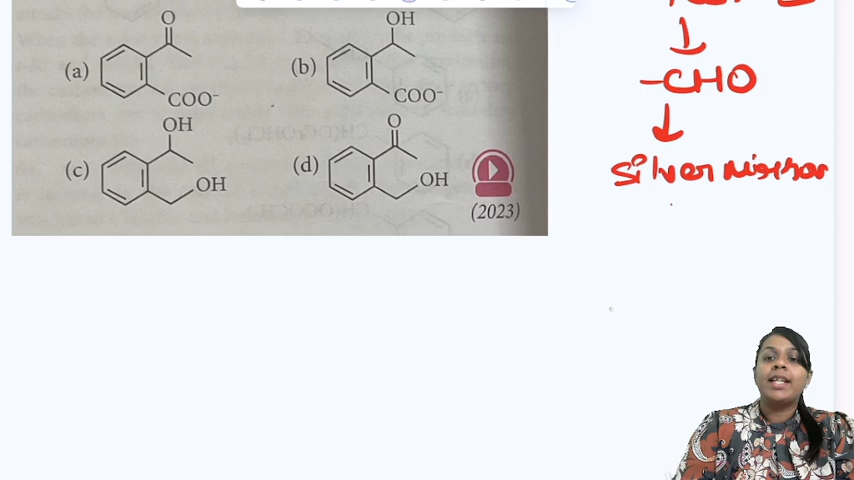 OH
O
(a)
(b)
COO⁻
COO⁻
-CHO
OH
O
(c)
(d)
OH
OH
silver mirror
(2023)